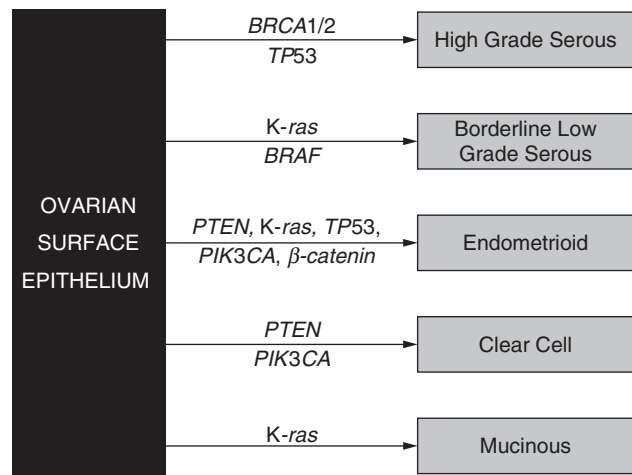 OVARIAN
SURFACE
EPITHELIUM
BRCA1/2
TP53
High Grade Serous
K-ras
BRAF
Borderline Low
Grade Serous
PTEN, K-ras, TP53,
PIK3CA, β-catenin
Endometrioid
PTEN
PIK3CA
Clear Cell
K-ras
Mucinous